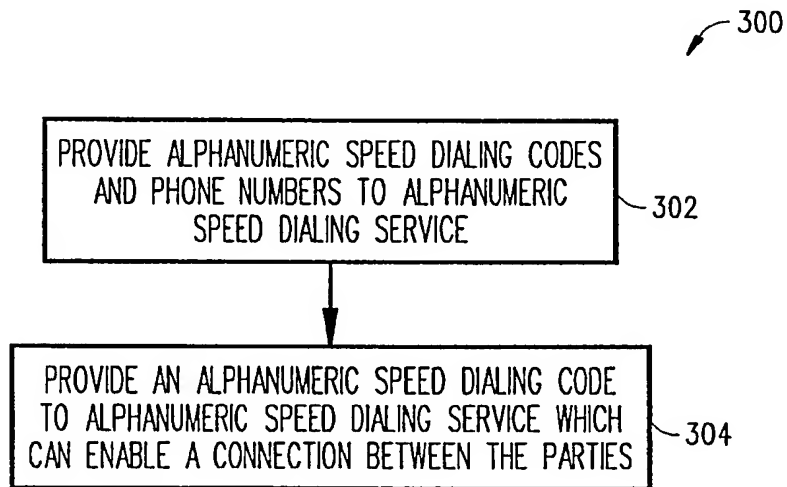 300
PROVIDE ALPHANUMERIC SPEED DIALING CODES
AND PHONE NUMBERS TO ALPHANUMERIC
SPEED DIALING SERVICE
302
PROVIDE AN ALPHANUMERIC SPEED DIALING CODE
TO ALPHANUMERIC SPEED DIALING SERVICE WHICH
CAN ENABLE A CONNECTION BETWEEN THE PARTIES
304